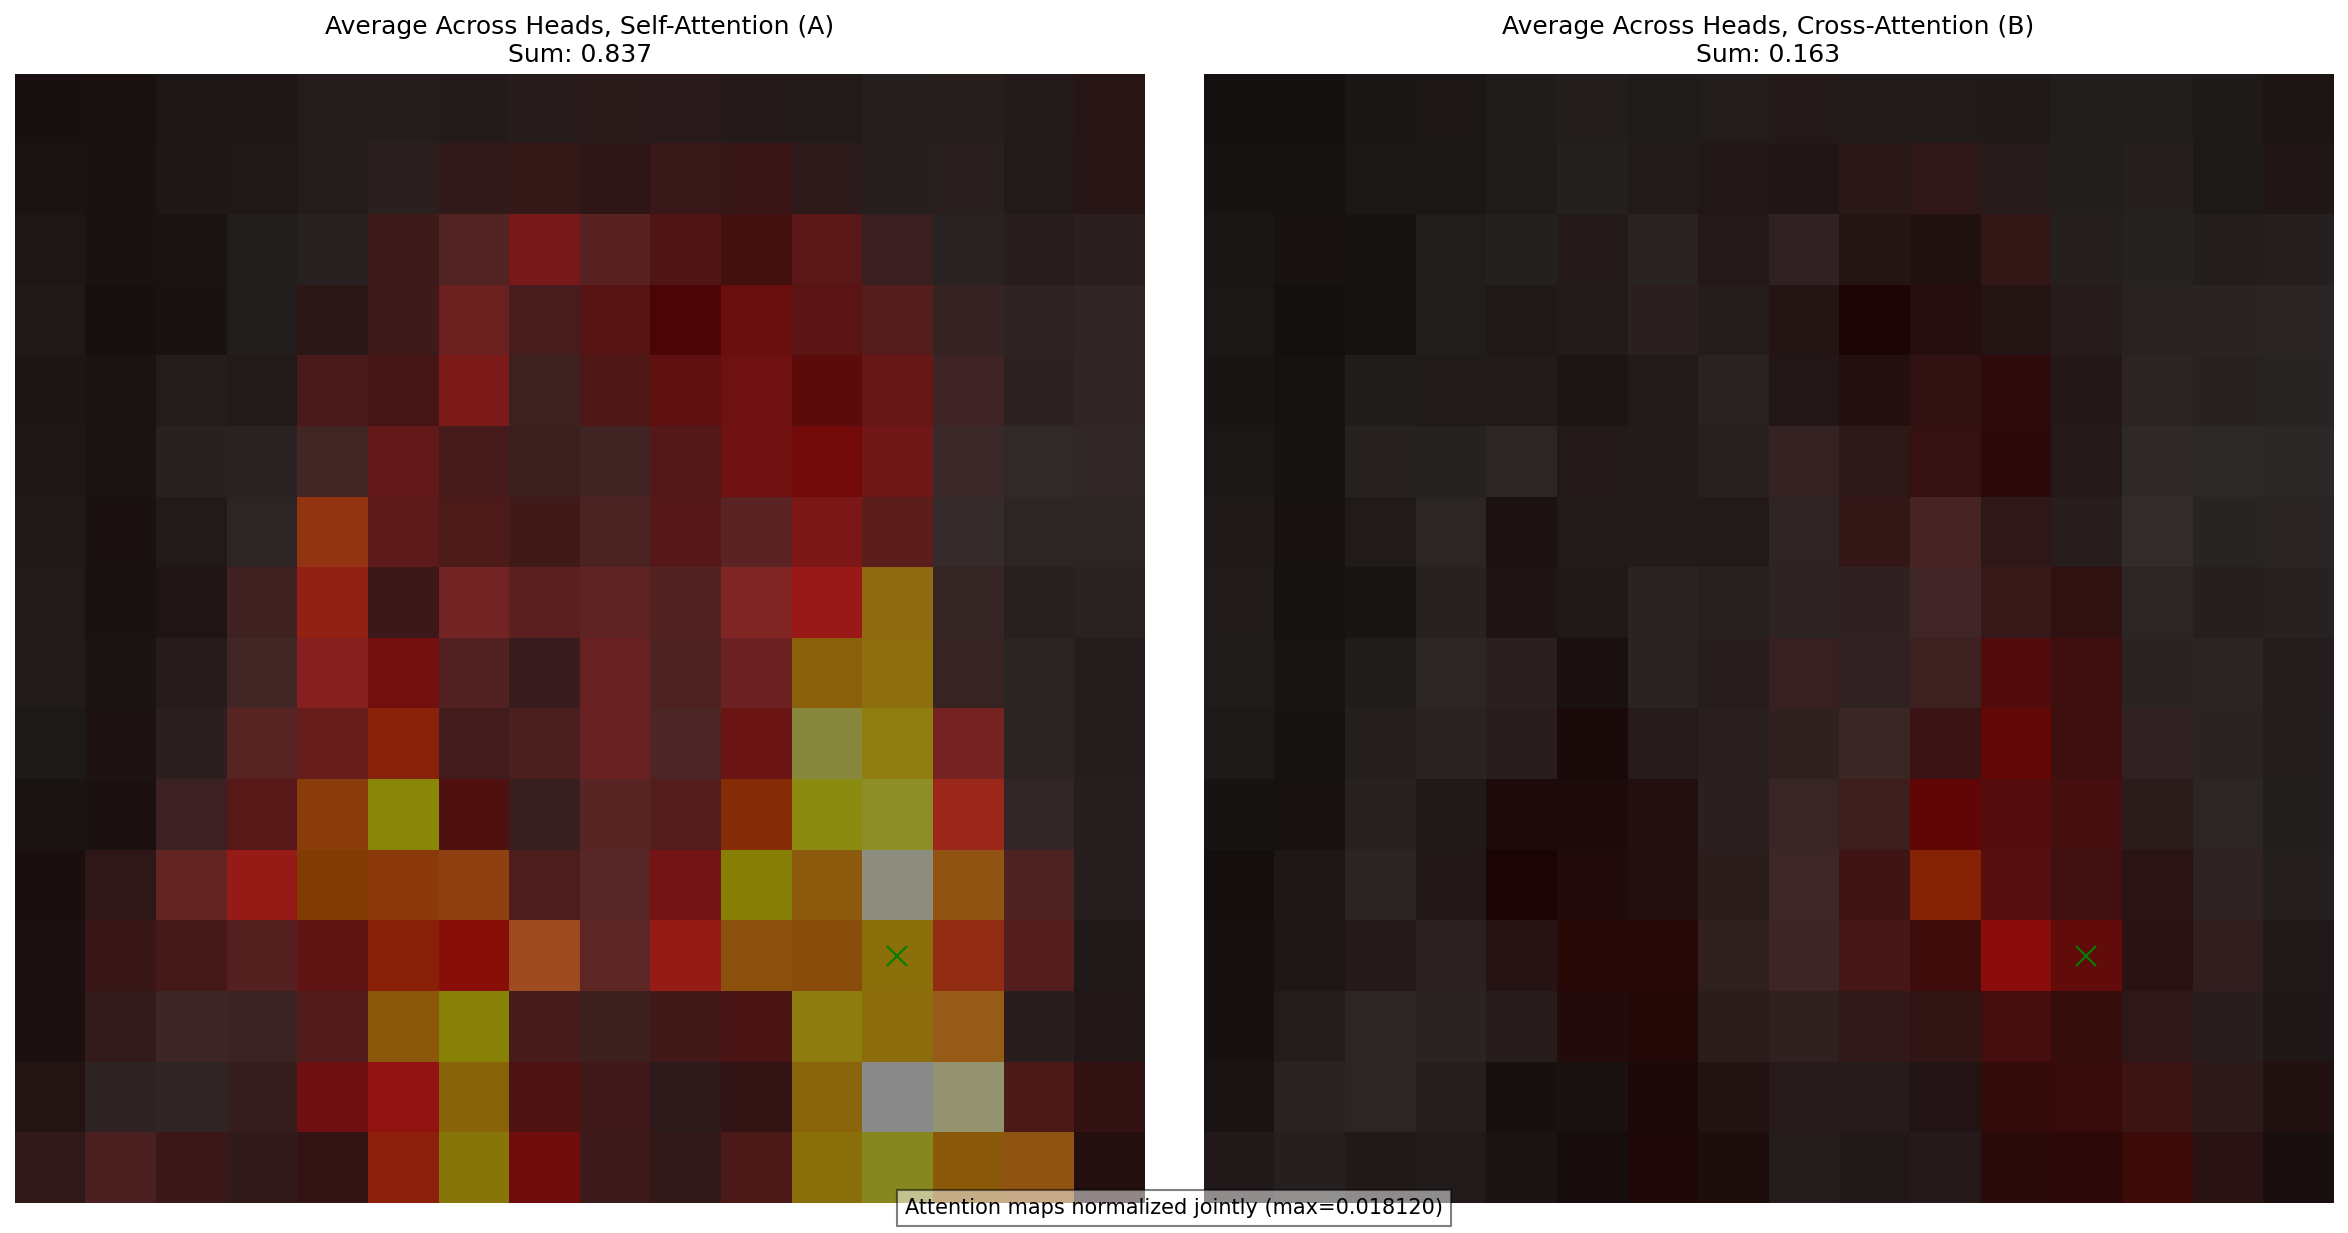 Average Across Heads, Self-Attention (A)
Sum: 0.837
Average Across Heads, Cross-Attention (B)
Sum: 0.163
Attention maps normalized jointly (max=0.018120)